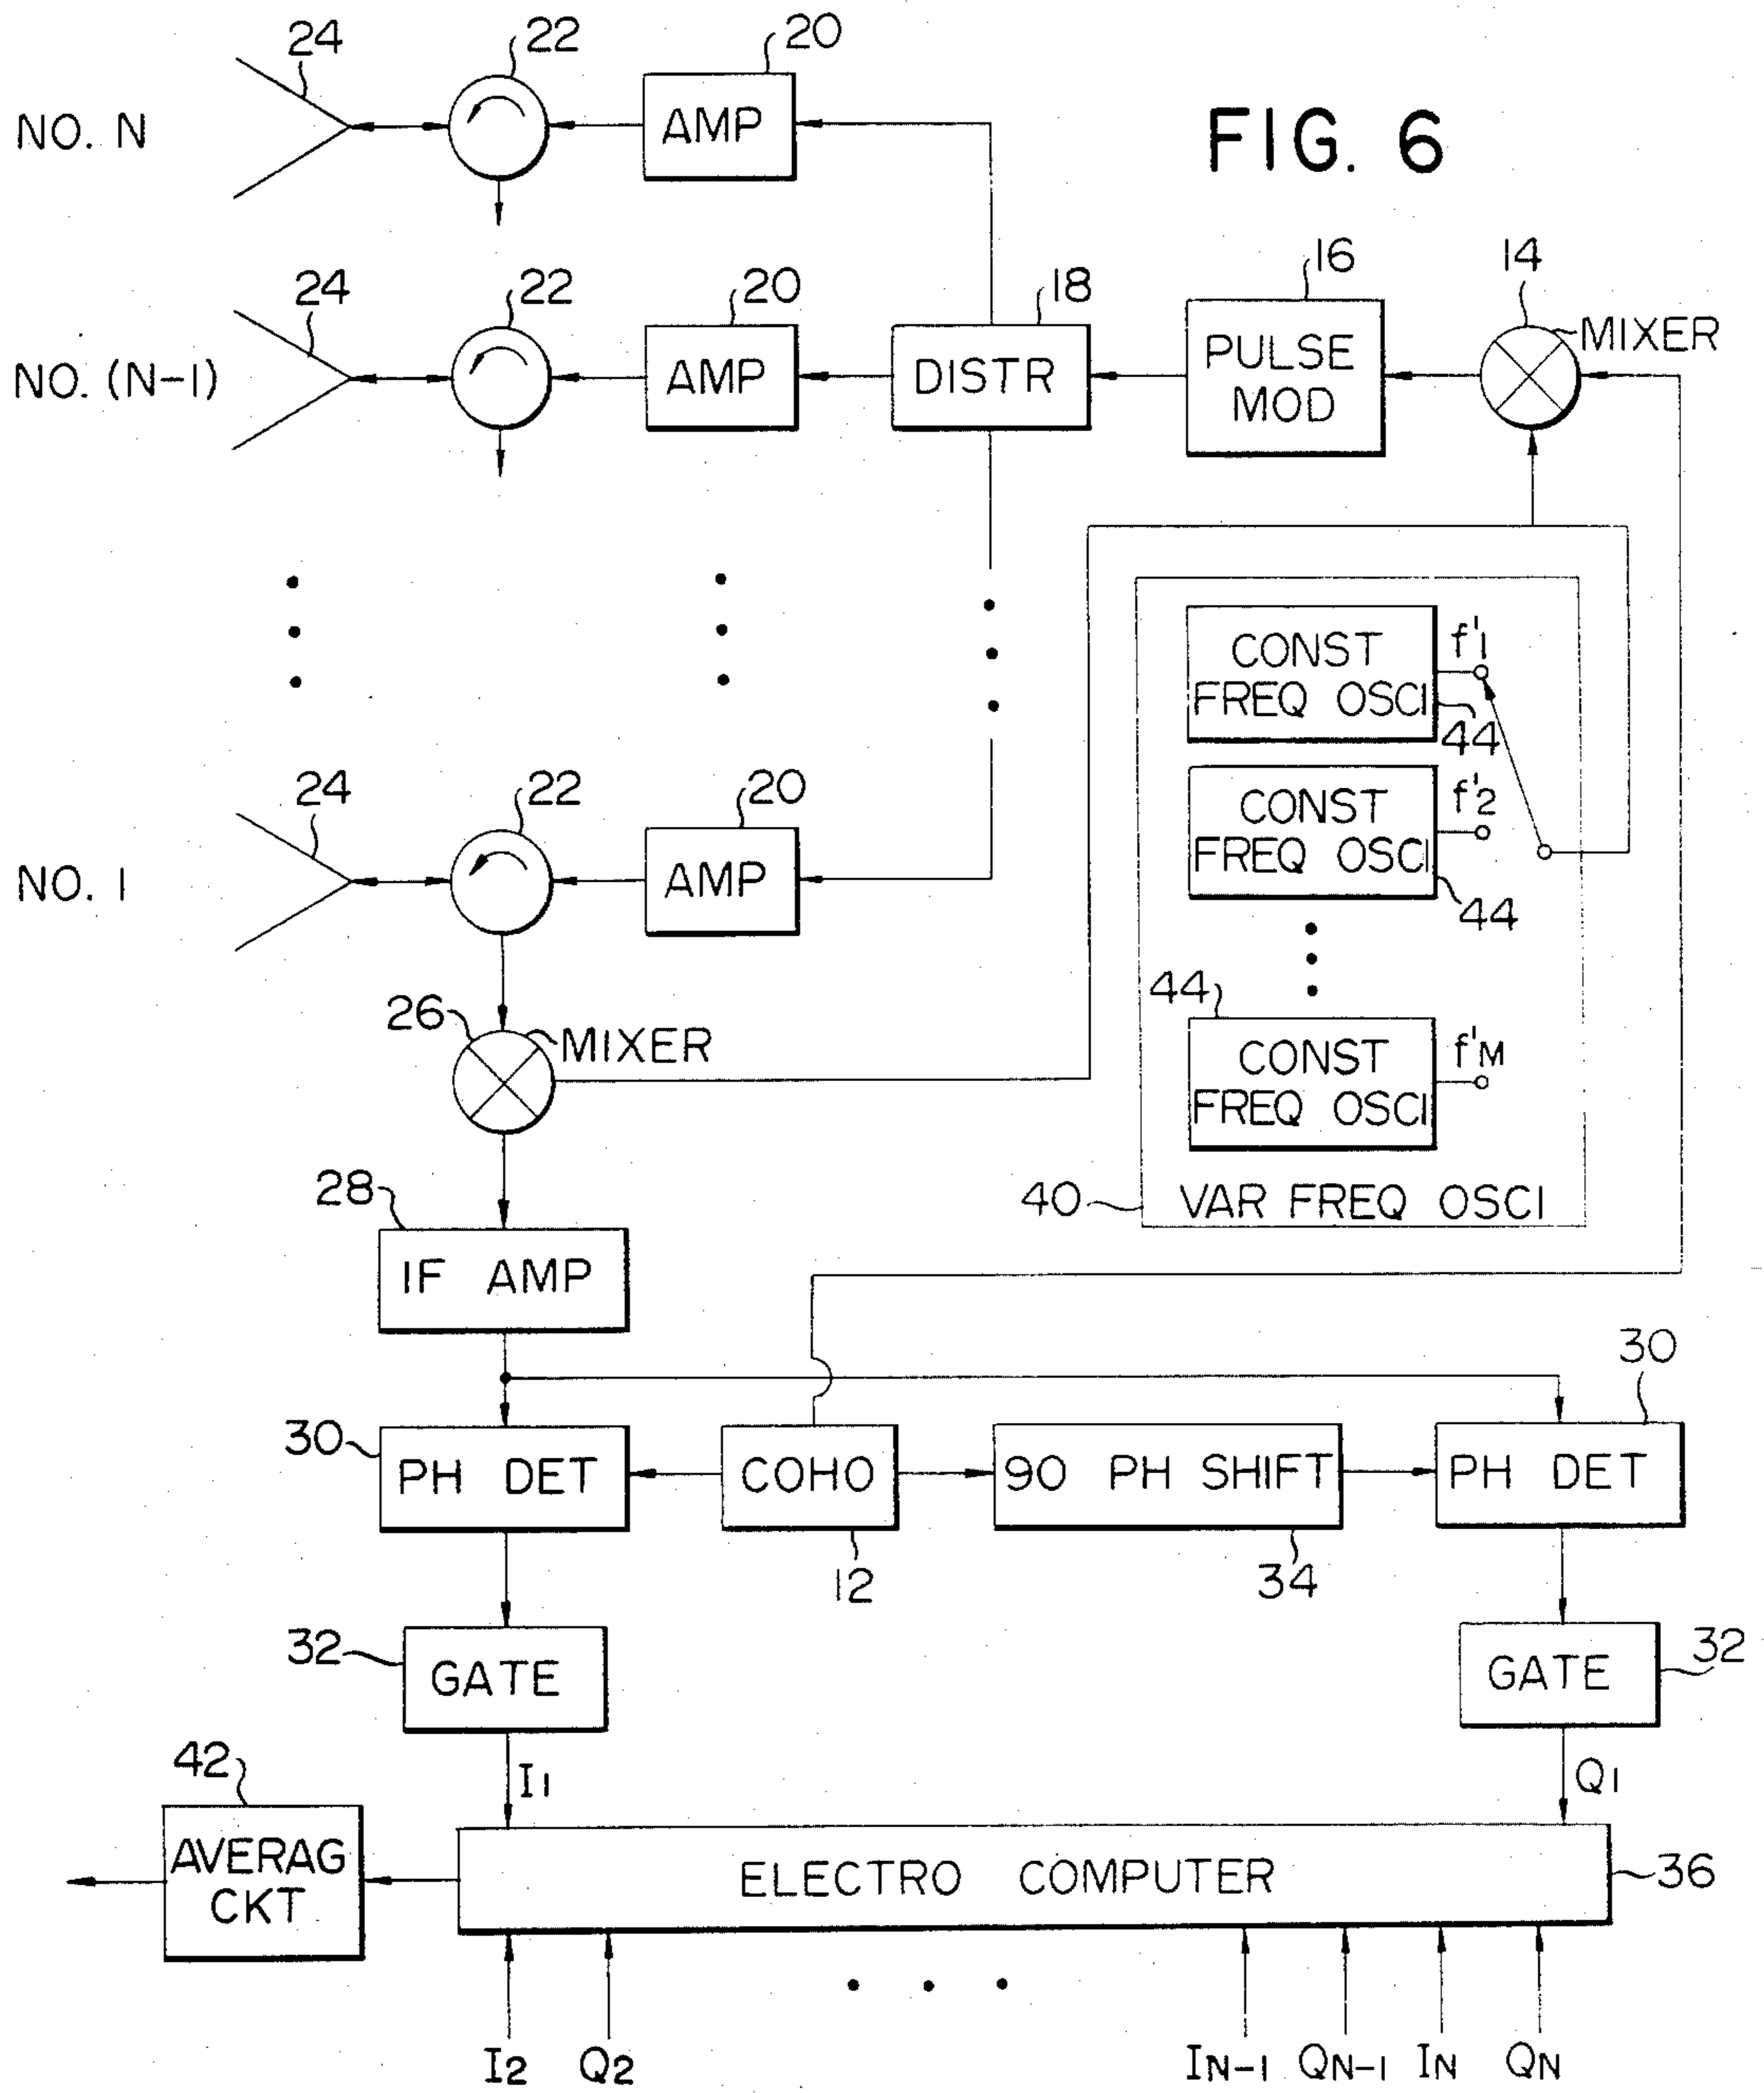 FIG. 6
24
22
20
NO. N
AMP
24
22
20
18
16
14
MIXER
NO. (N-1)
AMP
DISTR
PULSE
MOD
CONST
FREQ OSCI
f'1
44
24
22
20
NO. 1
AMP
CONST
FREQ OSCI
f'2
44
26
MIXER
44
CONST
FREQ OSCI
f'M
40
VAR FREQ OSCI
28
IF AMP
30
PH DET
COHO
12
90 PH SHIFT
34
30
PH DET
32
GATE
GATE
32
I1
Q1
42
AVERAG
CKT
ELECTRO COMPUTER
36
I2 Q2 IN-1 QN-1 IN QN